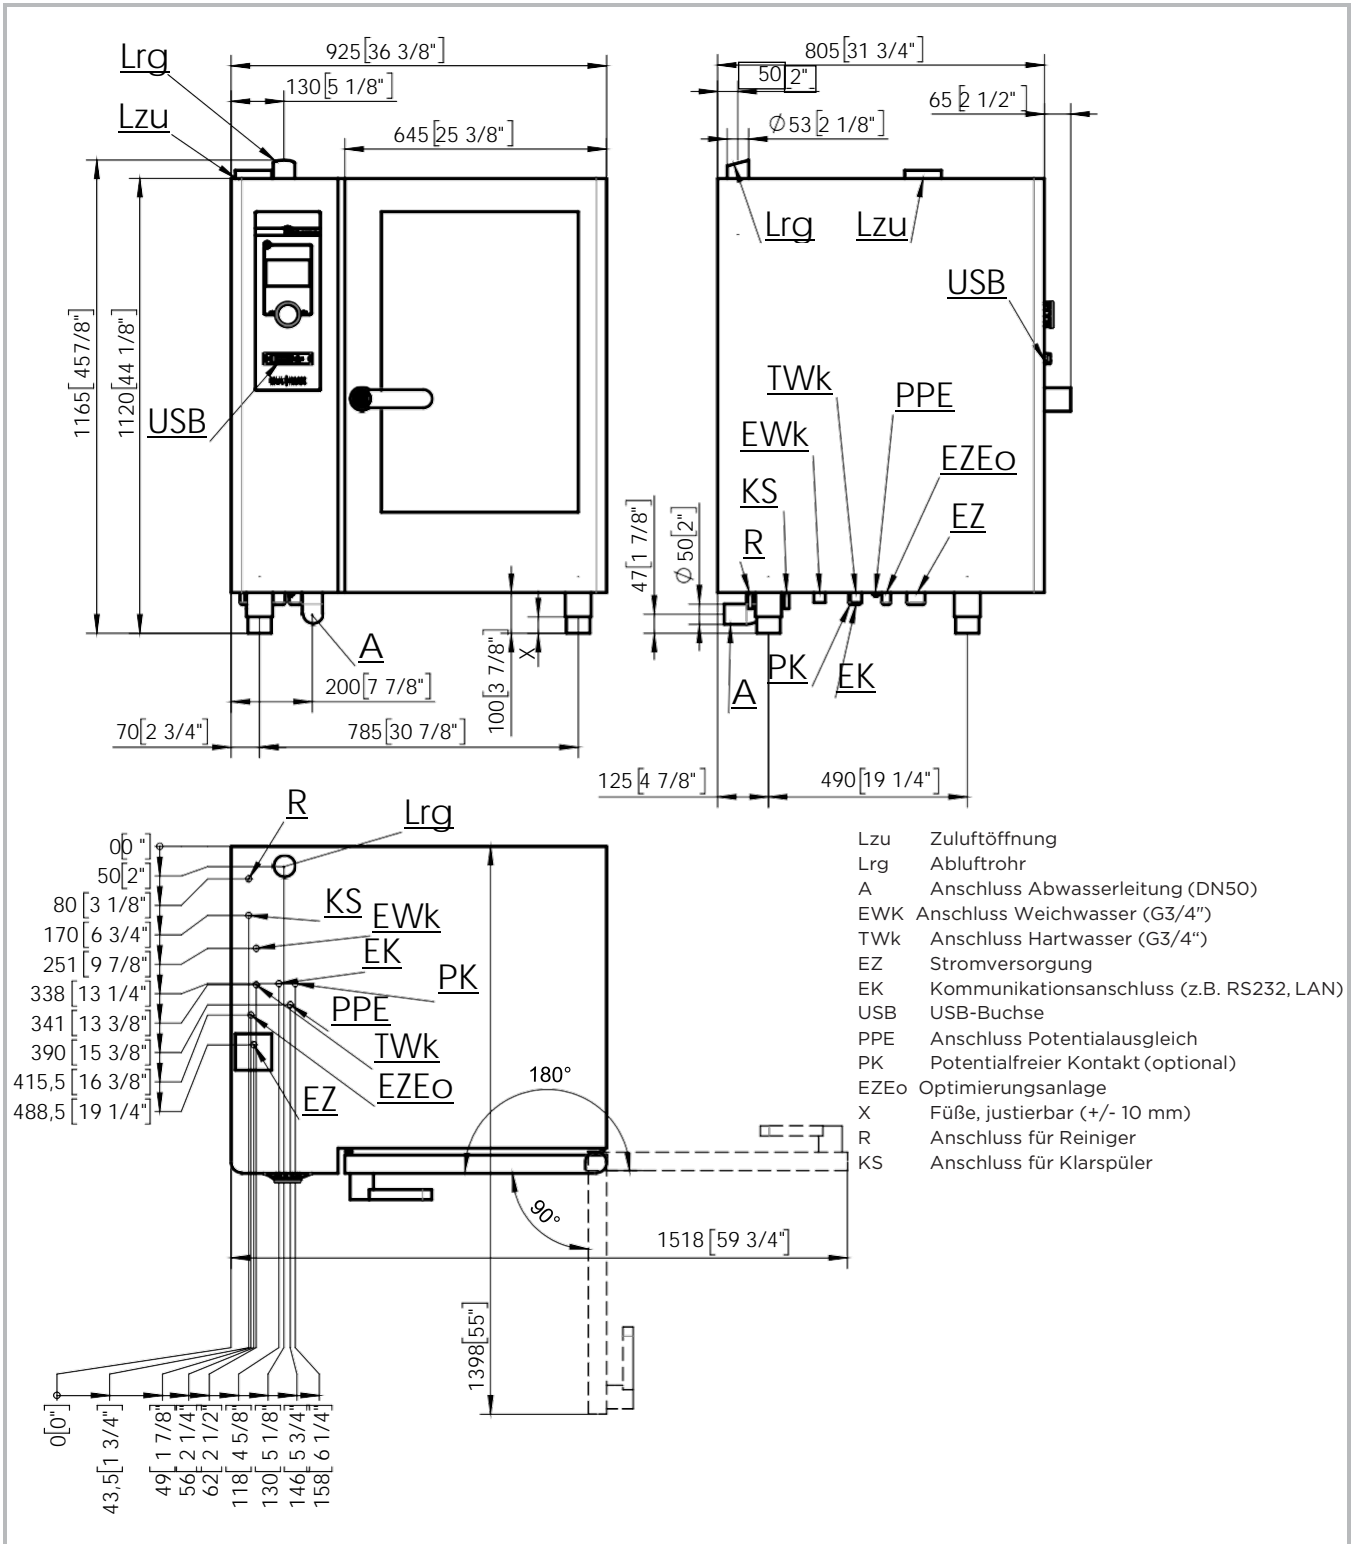 925[36 3/8"]
Lrg
130[5 1/8"]
Lzu
645[25 3/8"]
1165[45 7/8"]
1120[44 1/8"]
USB
A
200[7 7/8"]
100[3 7/8"]
X
70[2 3/4"]
785[30 7/8"]
805[31 3/4"]
50[2"]
65[2 1/2"]
Ø53[2 1/8"]
Lrg
Lzu
USB
TWk
PPE
EWk
EZEo
KS
EZ
R
47[1 7/8"]
Ø 50[2"]
PK
EK
A
125[4 7/8"]
490[19 1/4"]
R
Lrg
00 "]
50[2"]
80 [3 1/8"]
170 [6 3/4"]
251 [9 7/8"]
338 [13 1/4"]
341 [13 3/8"]
390 [15 3/8"]
415,5 [16 3/8"]
488,5 [19 1/4"]
KS
EWk
EK
PK
PPE
TWk
EZEo
EZ
180°
90°
1518[59 3/4"]
1398[55"]
0[0"]
43,5[1 3/4"]
49[1 7/8"]
56[2 1/4"]
62[2 1/2"]
118[4 5/8"]
130[5 1/8"]
146[5 3/4"]
158[6 1/4"]
Lzu Zuluftöffnung
Lrg Abluftrohr
A Anschluss Abwasserleitung (DN50)
EWK Anschluss Weichwasser (G3/4")
TWk Anschluss Hartwasser (G3/4“)
EZ Stromversorgung
EK Kommunikationsanschluss (z.B. RS232, LAN)
USB USB-Buchse
PPE Anschluss Potentialausgleich
PK Potentialfreier Kontakt (optional)
EZEo Optimierungsanlage
X Füße, justierbar (+/- 10 mm)
R Anschluss für Reiniger
KS Anschluss für Klarspüler